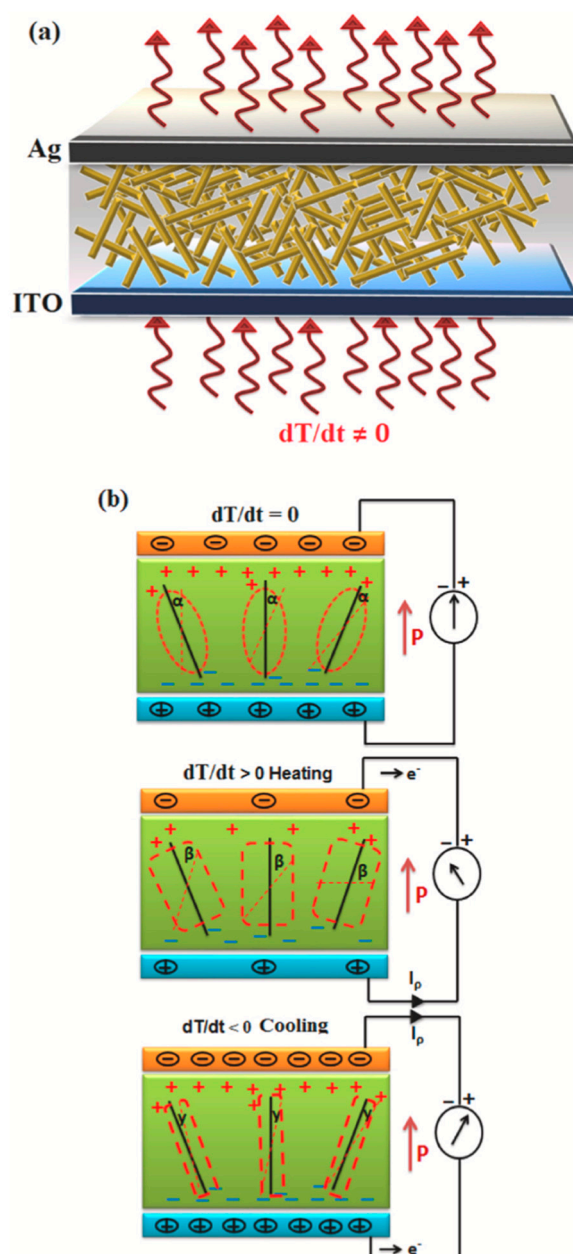 (a)
Ag
ITO
dT/dt ≠ 0
(b)
dT/dt = 0
⊖ ⊖ ⊖ ⊖ ⊖
+ + + + + + + +
+ + +
α α α
− +
P
− − − − − − − −
⊕ ⊕ ⊕ ⊕ ⊕
dT/dt > 0 Heating
→ e⁻
⊖ ⊖ ⊖
+ + + +
+ + +
β β β
− +
P
− − − − − −
⊕ ⊕ ⊕
Iρ
dT/dt < 0 Cooling
Iρ
⊖ ⊖ ⊖ ⊖ ⊖ ⊖ ⊖
+ + + + + + + +
+ + +
γ γ γ
− +
P
− − − − − − − −
⊕ ⊕ ⊕ ⊕ ⊕ ⊕ ⊕
→ e⁻